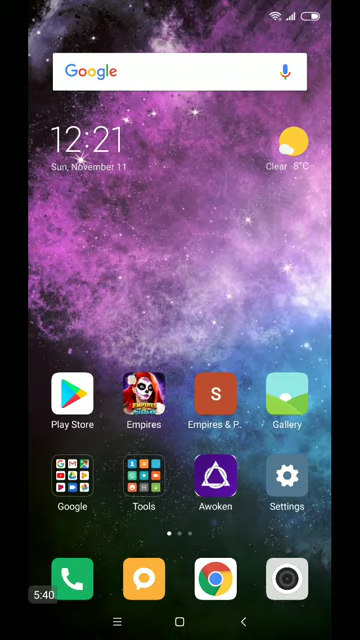 Google
12:21
Sun, November 11
Clear 8°C
EMPIRES
S
Play Store
Empires
Empires & P..
Gallery
Google
Tools
Awoken
Settings
5:40